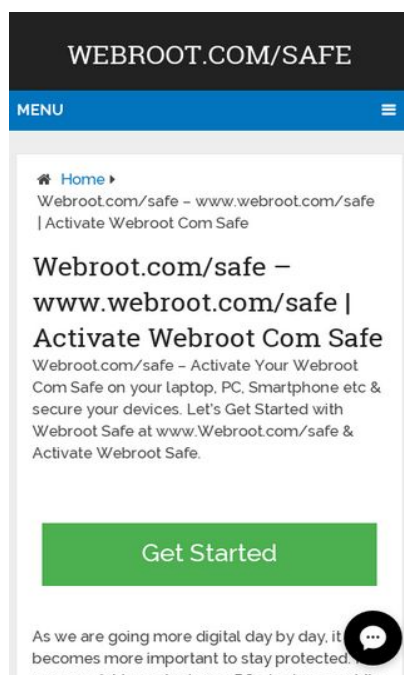 WEBROOT.COM/SAFE
MENU
Home
Webroot.com/safe – www.webroot.com/safe
| Activate Webroot Com Safe
Webroot.com/safe –
www.webroot.com/safe |
Activate Webroot Com Safe
Webroot.com/safe – Activate Your Webroot
Com Safe on your laptop, PC, Smartphone etc &
secure your devices. Let's Get Started with
Webroot Safe at www.Webroot.com/safe &
Activate Webroot Safe.
Get Started
As we are going more digital day by day, it
becomes more important to stay protected.